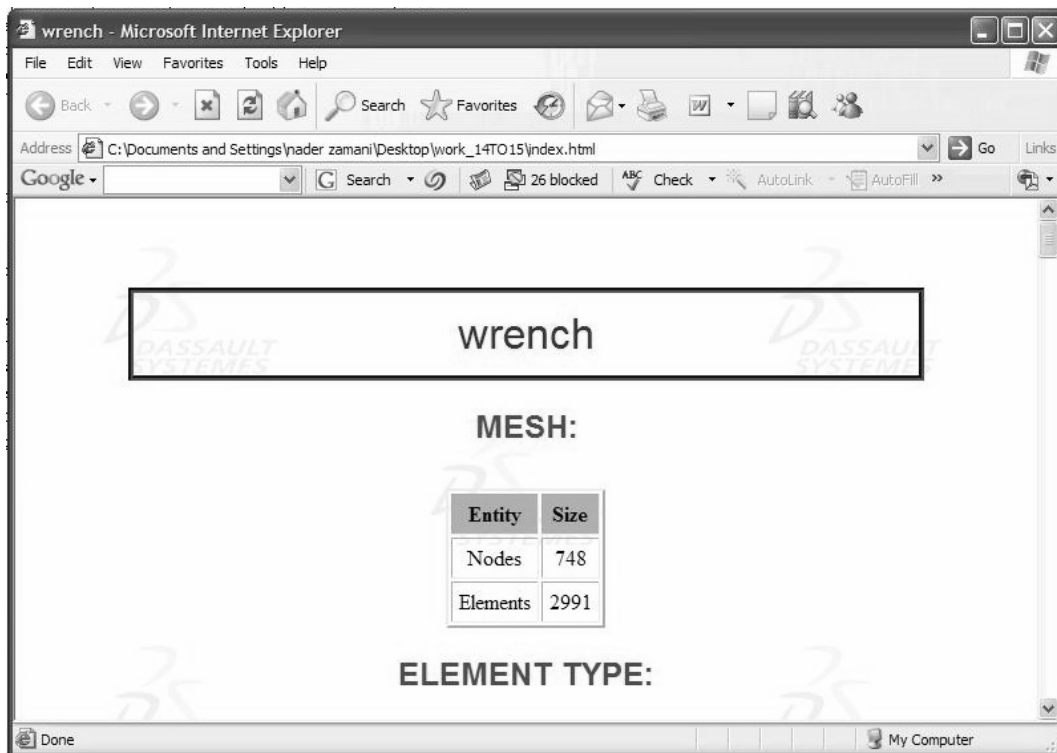 wrench - Microsoft Internet Explorer
File Edit View Favorites Tools Help
Back Search Favorites
Address C:\Documents and Settings\nader zamani\Desktop\work_14TO15\index.html Go Links
Google Search 26 blocked ABC Check AutoLink AutoFill »
wrench
DASSAULT SYSTEMES
DASSAULT SYSTEMES
MESH:
Entity Size
Nodes 748
Elements 2991
ELEMENT TYPE:
Done My Computer